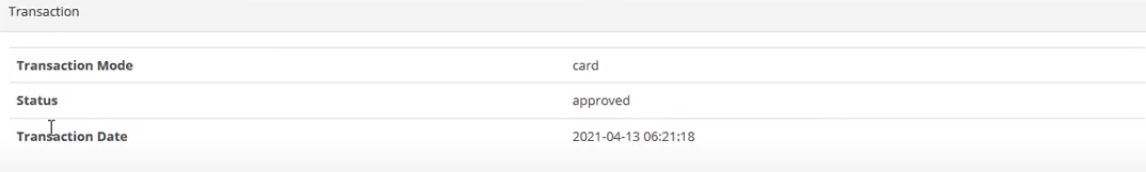 Transaction
Transaction Mode card
Status approved
Transaction Date 2021-04-13 06:21:18